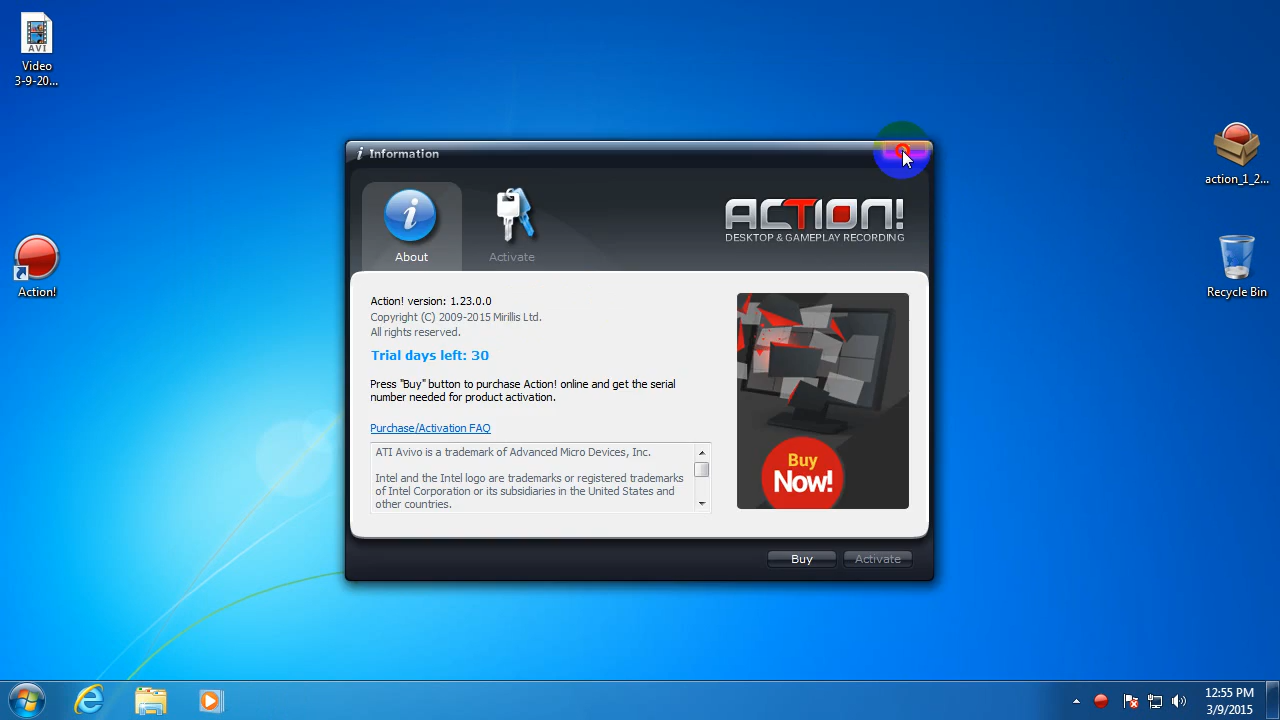 AVI
Video
3-9-20...
action_1_2...
Action!
Recycle Bin
Information
About
Activate
ACTION!
DESKTOP & GAMEPLAY RECORDING
Action! version: 1.23.0.0
Copyright (C) 2009-2015 Mirillis Ltd.
All rights reserved.
Trial days left: 30
Press "Buy" button to purchase Action! online and get the serial
number needed for product activation.
Purchase/Activation FAQ
ATI Avivo is a trademark of Advanced Micro Devices, Inc.
Intel and the Intel logo are trademarks or registered trademarks
of Intel Corporation or its subsidiaries in the United States and
other countries.
Buy
Now!
Buy
Activate
12:55 PM
3/9/2015